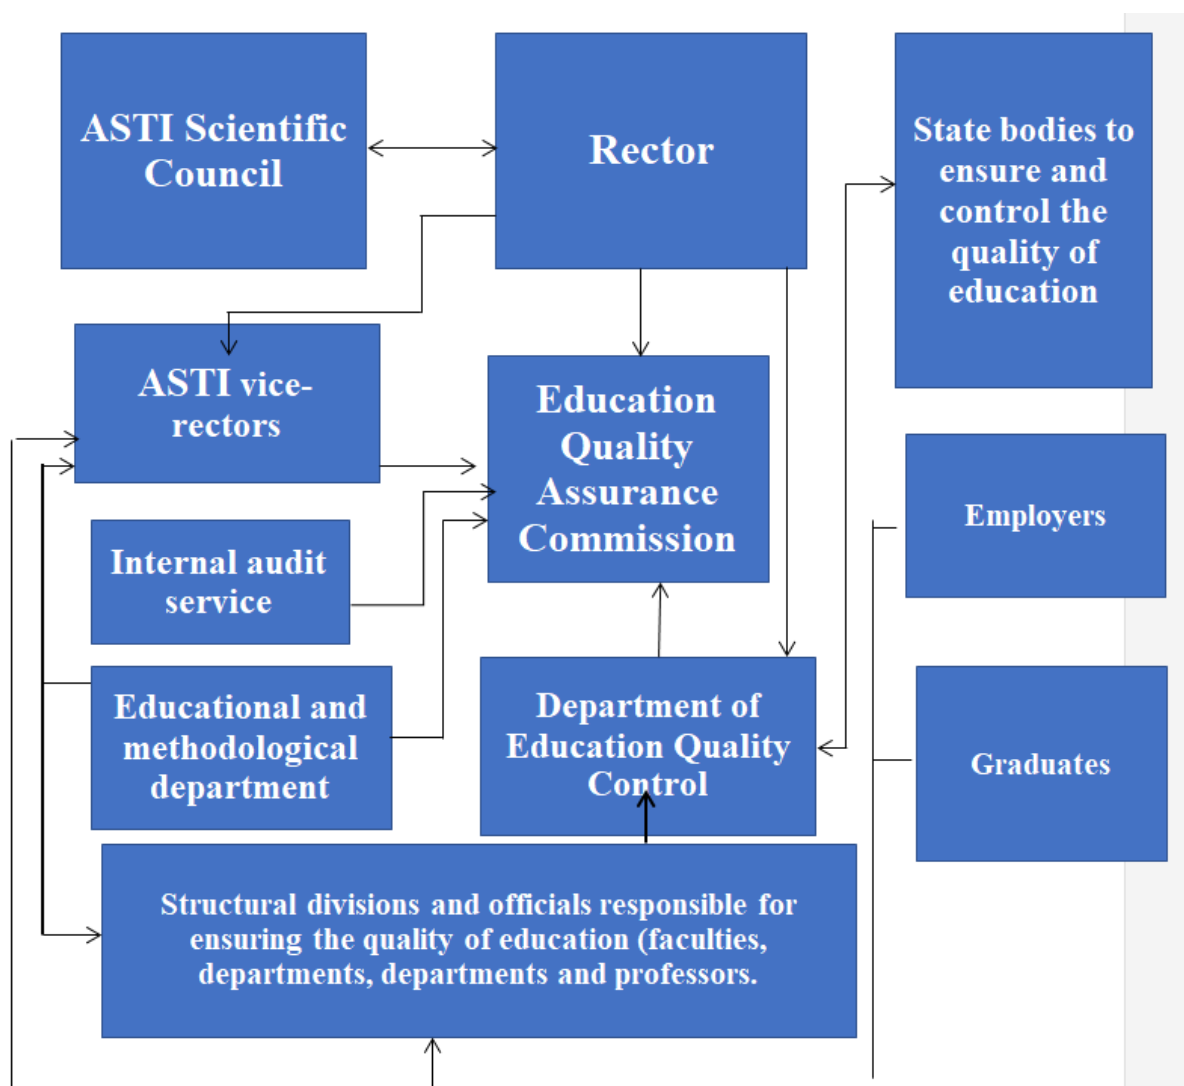 ASTI Scientific
Council
Rector
State bodies to
ensure and
control the
quality of
education
ASTI vice-
rectors
Education
Quality
Assurance
Commission
Employers
Internal audit
service
Educational and
methodological
department
Department of
Education Quality
Control
Graduates
Structural divisions and officials responsible for
ensuring the quality of education (faculties,
departments, departments and professors.